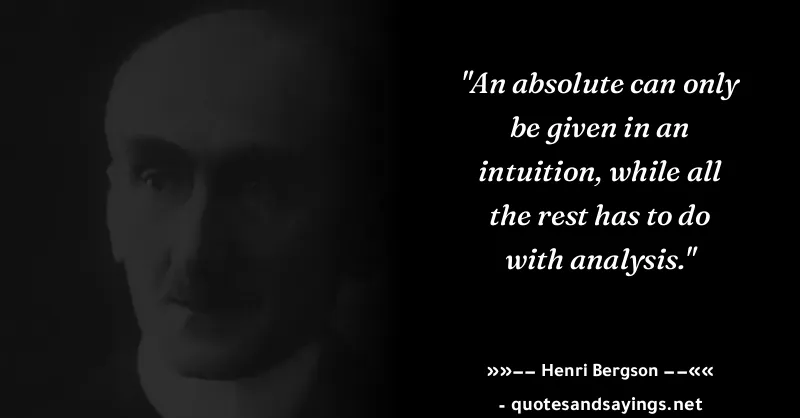 "An absolute can only
be given in an
intuition, while all
the rest has to do
with analysis."
»»−− Henri Bergson −−««
- quotesandsayings.net